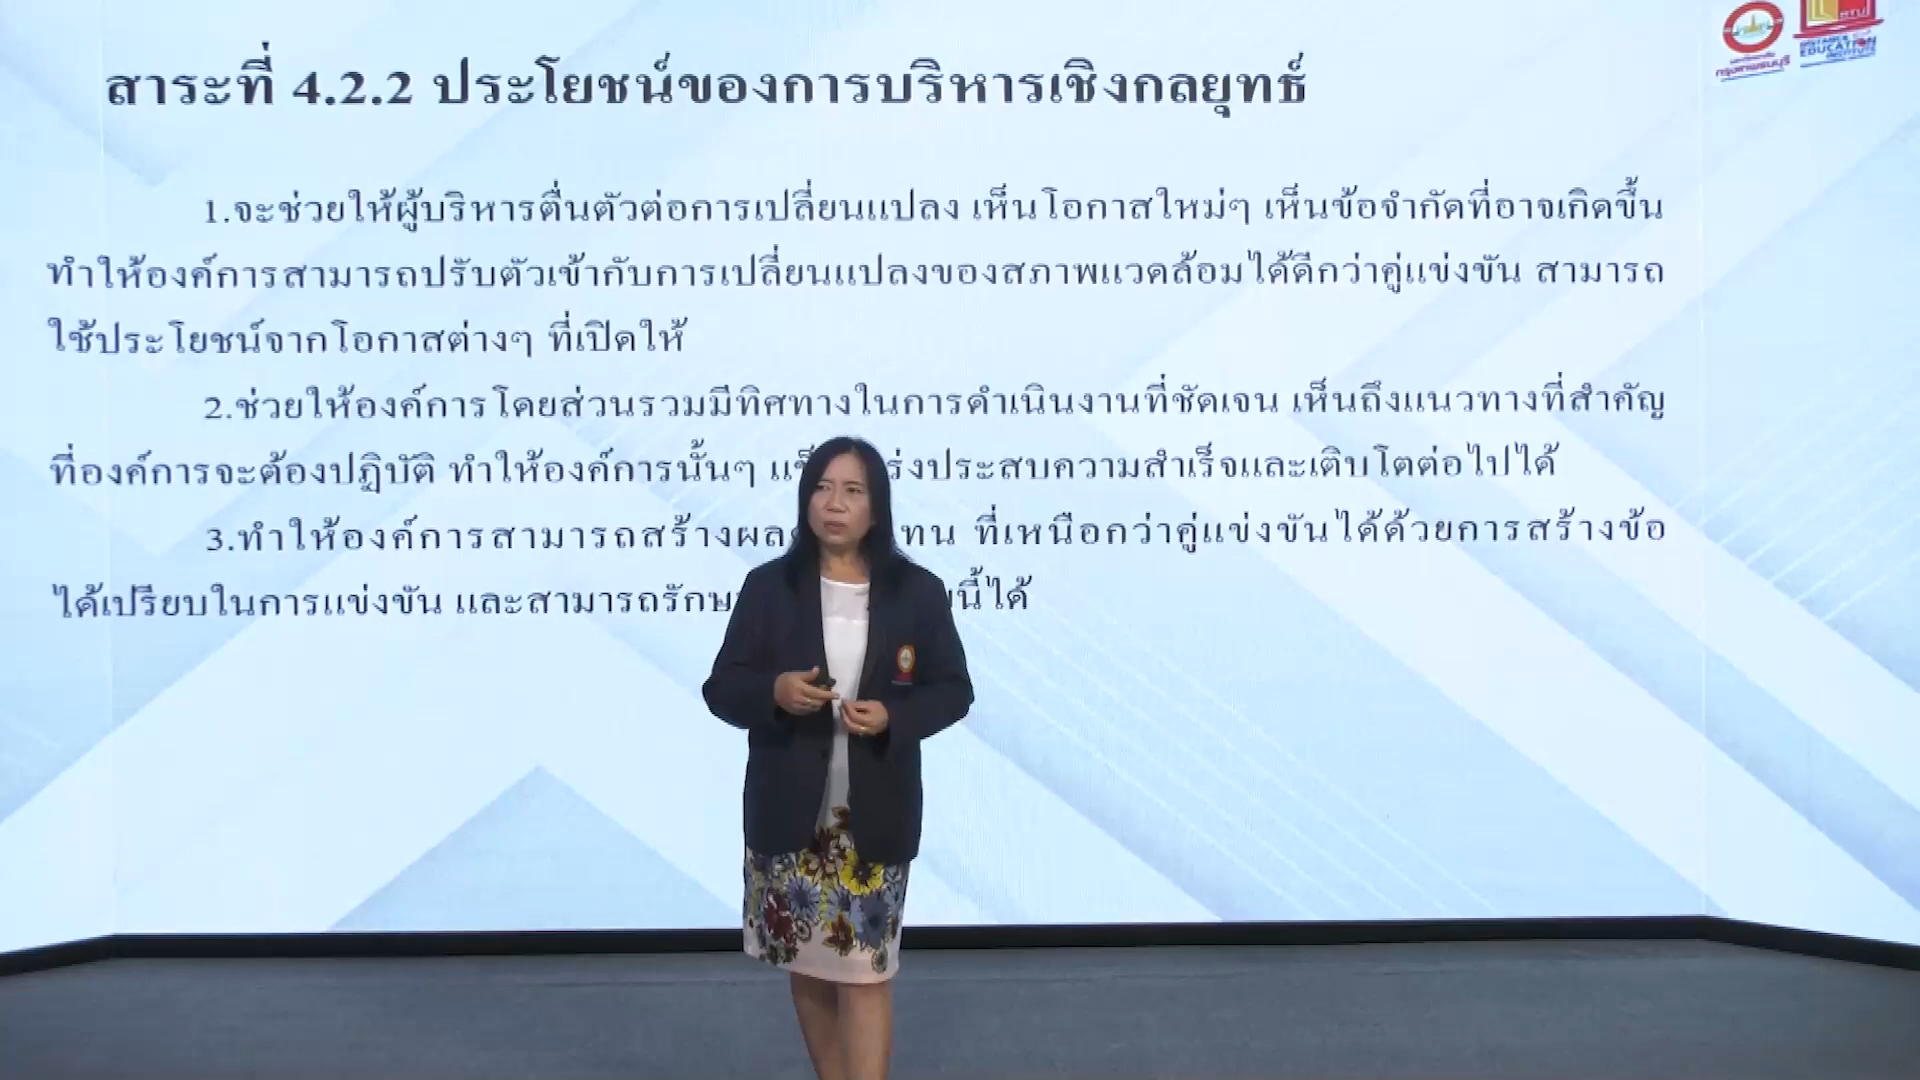 สาระที่ 4.2.2 ประโยชน์ของการบริหารเชิงกลยุทธ์
กรุงเทพธนบุรี
EDUCATION
1.จะช่วยให้ผู้บริหารตื่นตัวต่อการเปลี่ยนแปลง เห็นโอกาสใหม่ๆ เห็นข้อจำกัดที่อาจเกิดขึ้น
ทำให้องค์การสามารถปรับตัวเข้ากับการเปลี่ยนแปลงของสภาพแวดล้อมได้ดีกว่าคู่แข่งขัน สามารถ
ใช้ประโยชน์จากโอกาสต่างๆ ที่เปิดให้
2.ช่วยให้องค์การโดยส่วนรวมมีทิศทางในการดำเนินงานที่ชัดเจน เห็นถึงแนวทางที่สำคัญ
ที่องค์การจะต้องปฏิบัติ ทำให้องค์การนั้นๆ ประสบความสำเร็จและเติบโตต่อไปได้
3.ทำให้องค์การสามารถสร้างผล ทน ที่เหนือกว่าคู่แข่งขันได้ด้วยการสร้างข้อ
ได้เปรียบในการแข่งขัน และสามารถรักษ นี้ได้